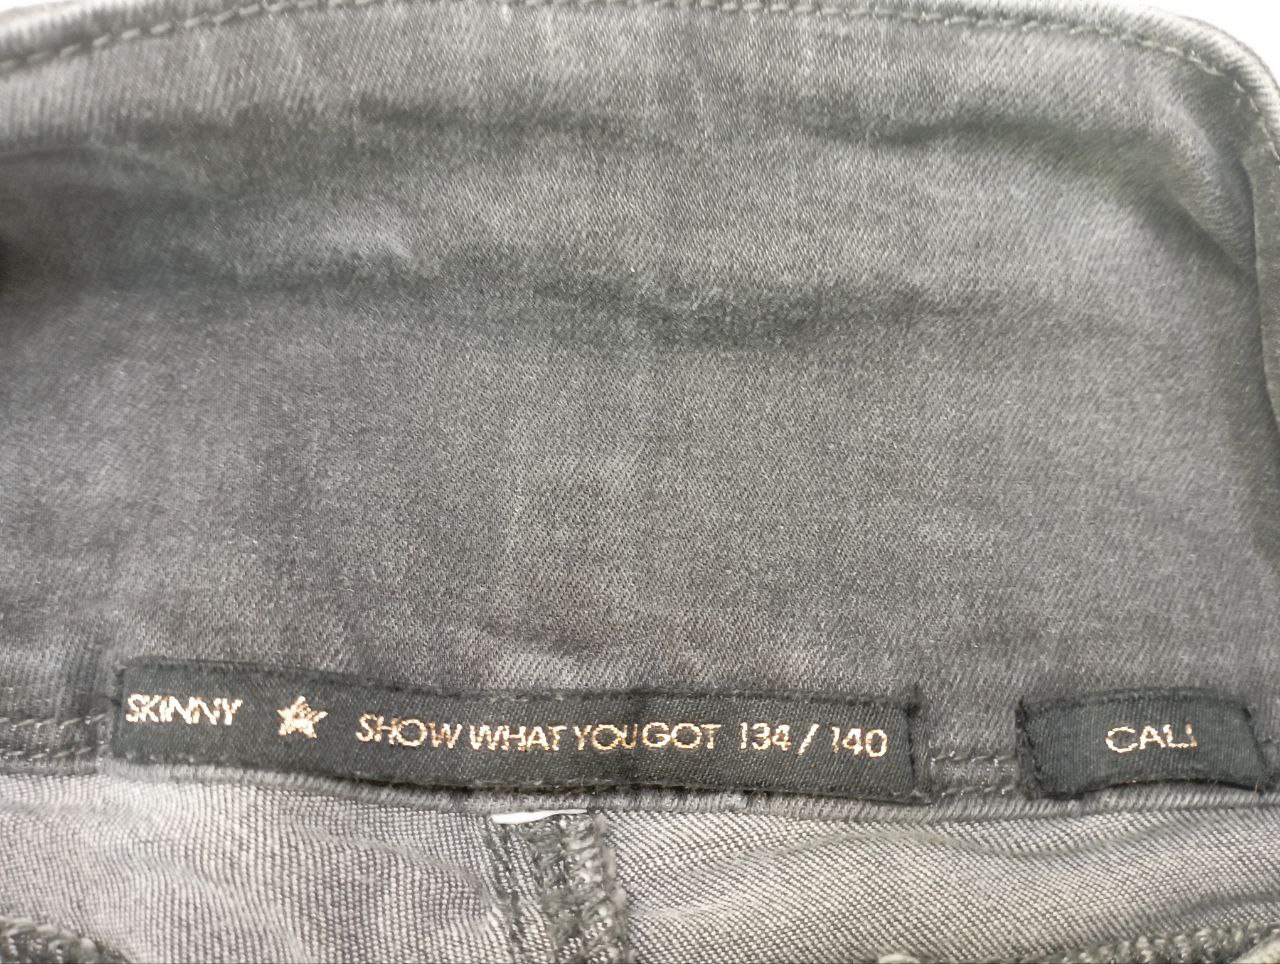 SKINNY ★ SHOW WHAT YOU GOT 134 / 140
CALI